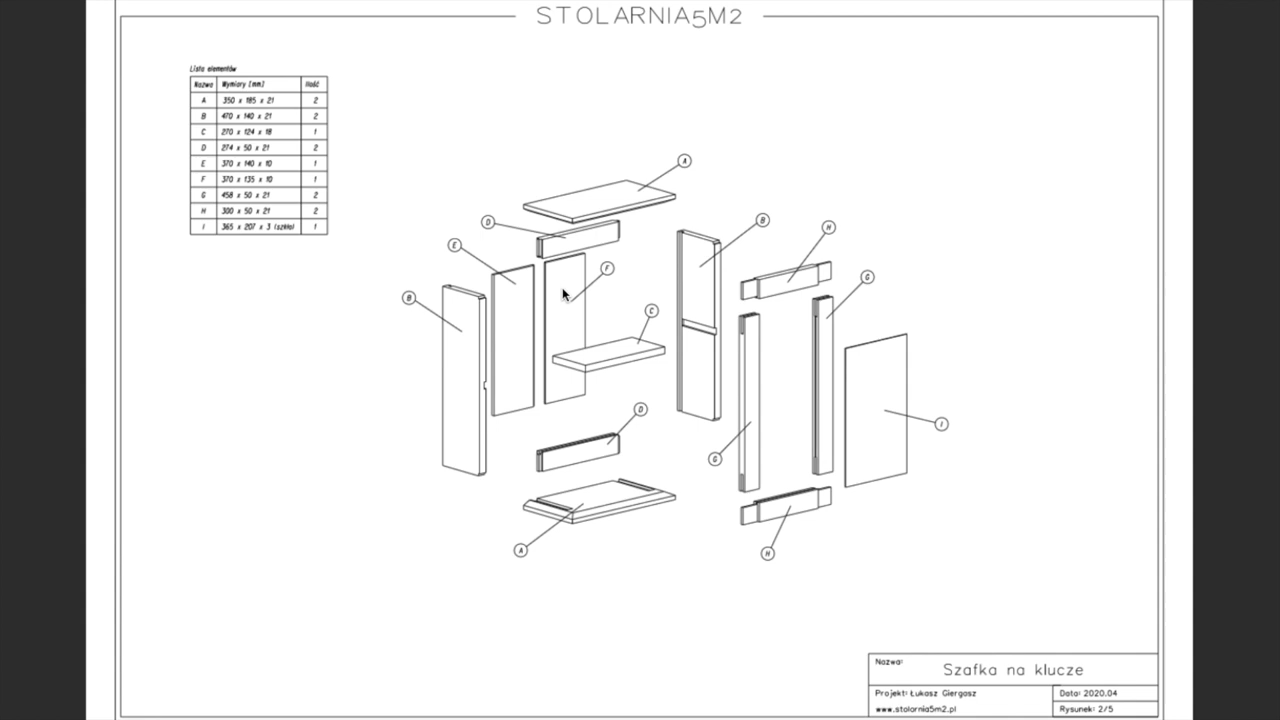 STOLARNIA5M2
Lista elementów
Nazwa Wymiary [mm] Ilość
A 350 x 185 x 21 2
B 470 x 140 x 21 2
C 270 x 124 x 18 1
D 274 x 50 x 21 2
E 370 x 140 x 10 1
F 370 x 135 x 10 1
G 458 x 50 x 21 2
H 300 x 50 x 21 2
I 365 x 207 x 3 (szkło) 1
A
D
B
H
E
F
G
B
C
D
I
G
A
H
Nazwa:
Szafka na klucze
Projekt: Łukasz Giergasz
Data: 2020.04
www.stolarnia5m2.pl
Rysunek: 2/5